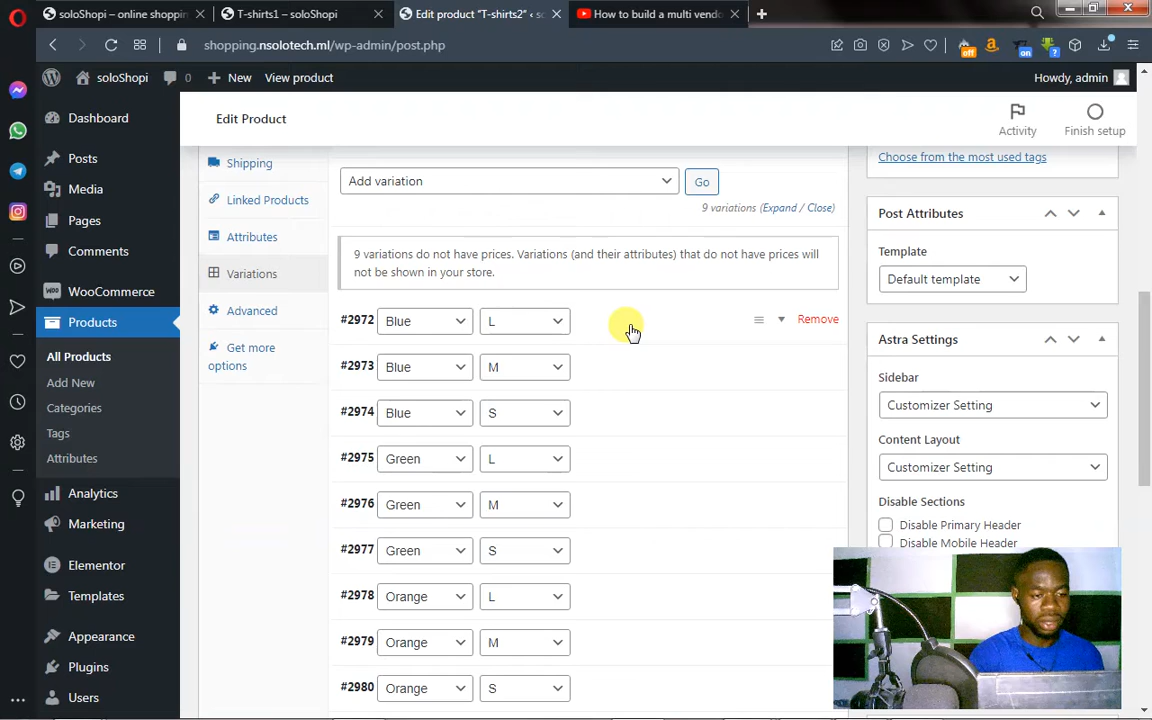 soloShopi – online shoppin
T-shirts1 – soloShopi
Edit product "T-shirts2" ‹ s
How to build a multi vend
shopping.nsolotech.ml/wp-admin/post.php
off
on
?
soloShopi
0
New
View product
Howdy, admin
Edit Product
Activity
Finish setup
Dashboard
Posts
Media
Pages
Comments
WOO
WooCommerce
Products
All Products
Add New
Categories
Tags
Attributes
Analytics
Marketing
Elementor
Templates
Appearance
Plugins
Users
Shipping
Linked Products
Attributes
Variations
Advanced
Get more
options
Add variation
Go
9 variations (Expand / Close)
9 variations do not have prices. Variations (and their attributes) that do not have prices will
not be shown in your store.
#2972 Blue L Remove
#2973 Blue M
#2974 Blue S
#2975 Green L
#2976 Green M
#2977 Green S
#2978 Orange L
#2979 Orange M
#2980 Orange S
Choose from the most used tags
Post Attributes
Template
Default template
Astra Settings
Sidebar
Customizer Setting
Content Layout
Customizer Setting
Disable Sections
Disable Primary Header
Disable Mobile Header